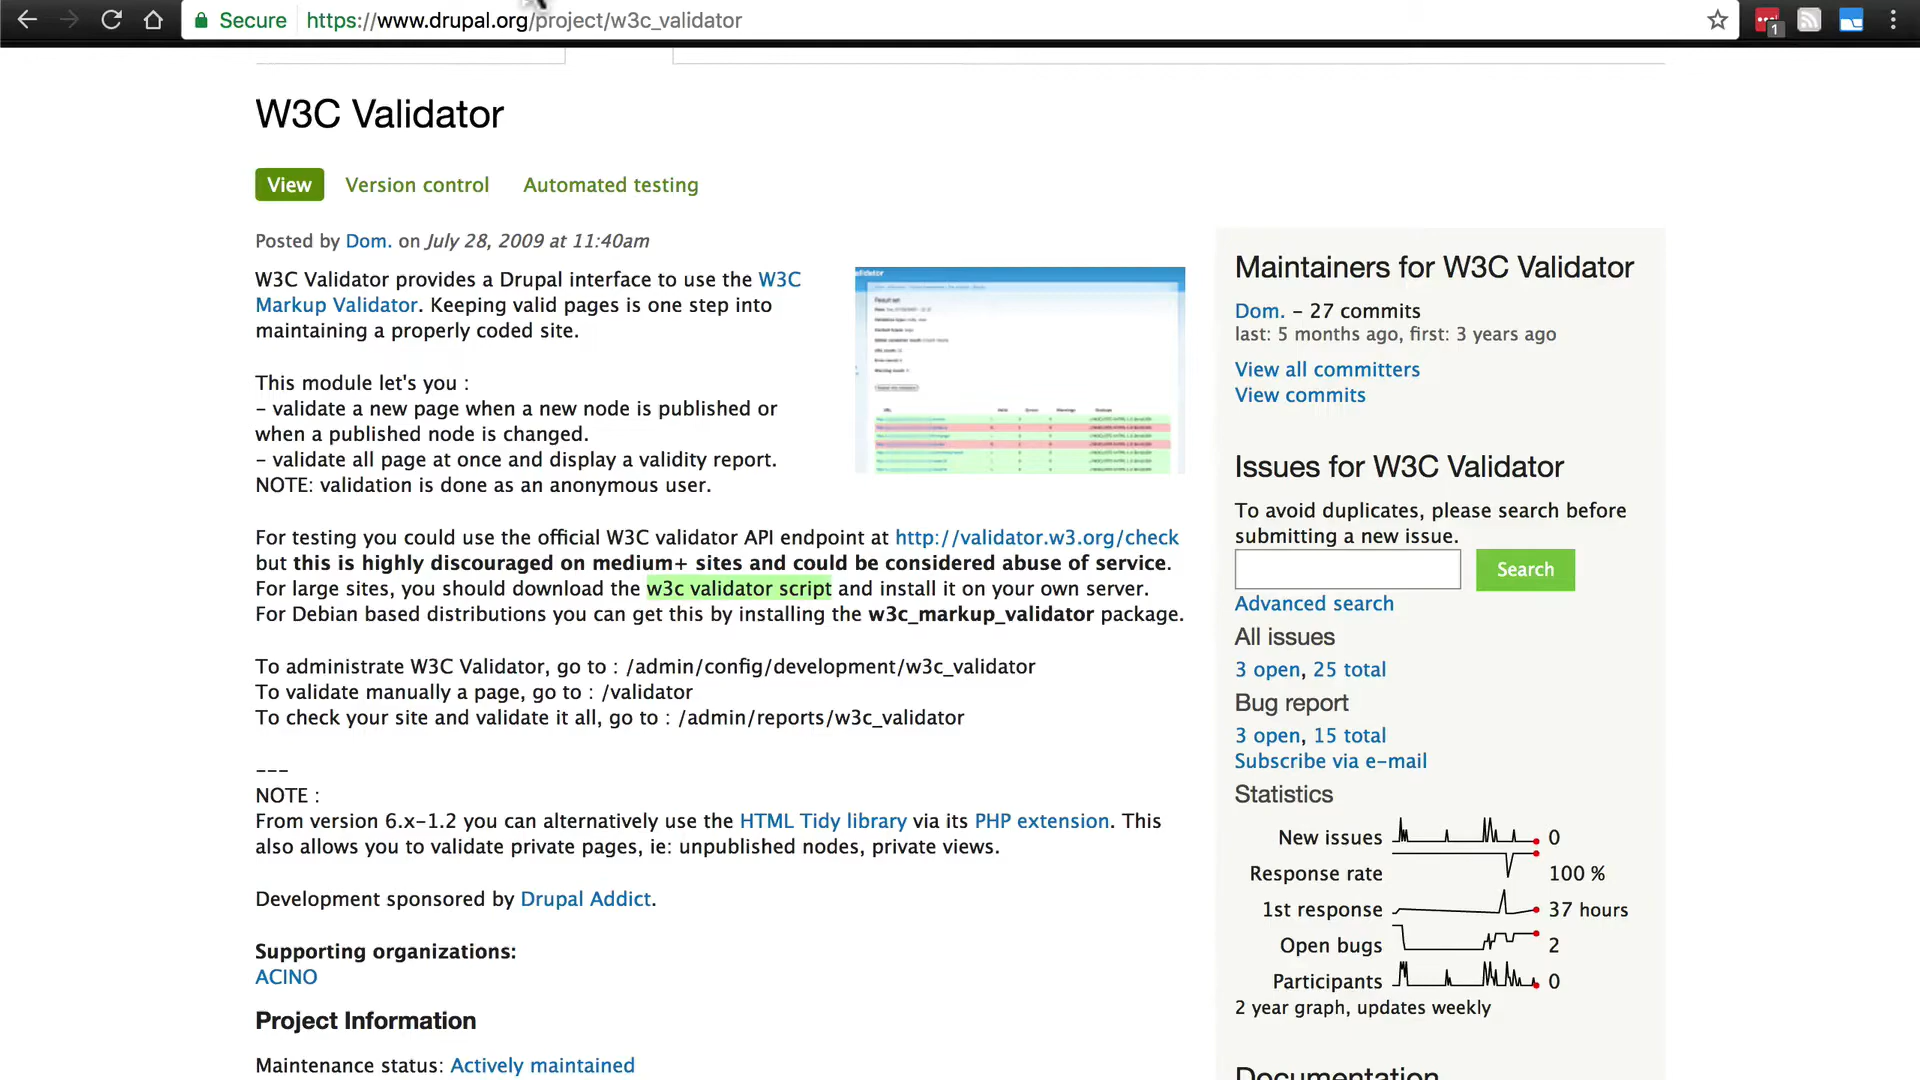 Secure https://www.drupal.org/project/w3c_validator
1
W3C Validator
View Version control Automated testing
Posted by Dom. on July 28, 2009 at 11:40am
W3C Validator provides a Drupal interface to use the W3C
Markup Validator. Keeping valid pages is one step into
maintaining a properly coded site.
This module let's you :
- validate a new page when a new node is published or
when a published node is changed.
- validate all page at once and display a validity report.
NOTE: validation is done as an anonymous user.
For testing you could use the official W3C validator API endpoint at http://validator.w3.org/check
but this is highly discouraged on medium+ sites and could be considered abuse of service.
For large sites, you should download the w3c validator script and install it on your own server.
For Debian based distributions you can get this by installing the w3c_markup_validator package.
To administrate W3C Validator, go to : /admin/config/development/w3c_validator
To validate manually a page, go to : /validator
To check your site and validate it all, go to : /admin/reports/w3c_validator
---
NOTE :
From version 6.x-1.2 you can alternatively use the HTML Tidy library via its PHP extension. This
also allows you to validate private pages, ie: unpublished nodes, private views.
Development sponsored by Drupal Addict.
Supporting organizations:
ACINO
Project Information
Maintenance status: Actively maintained
Maintainers for W3C Validator
Dom. - 27 commits
last: 5 months ago, first: 3 years ago
View all committers
View commits
Issues for W3C Validator
To avoid duplicates, please search before
submitting a new issue.
Search
Advanced search
All issues
3 open, 25 total
Bug report
3 open, 15 total
Subscribe via e-mail
Statistics
New issues 0
Response rate 100 %
1st response 37 hours
Open bugs 2
Participants 0
2 year graph, updates weekly
Documentation